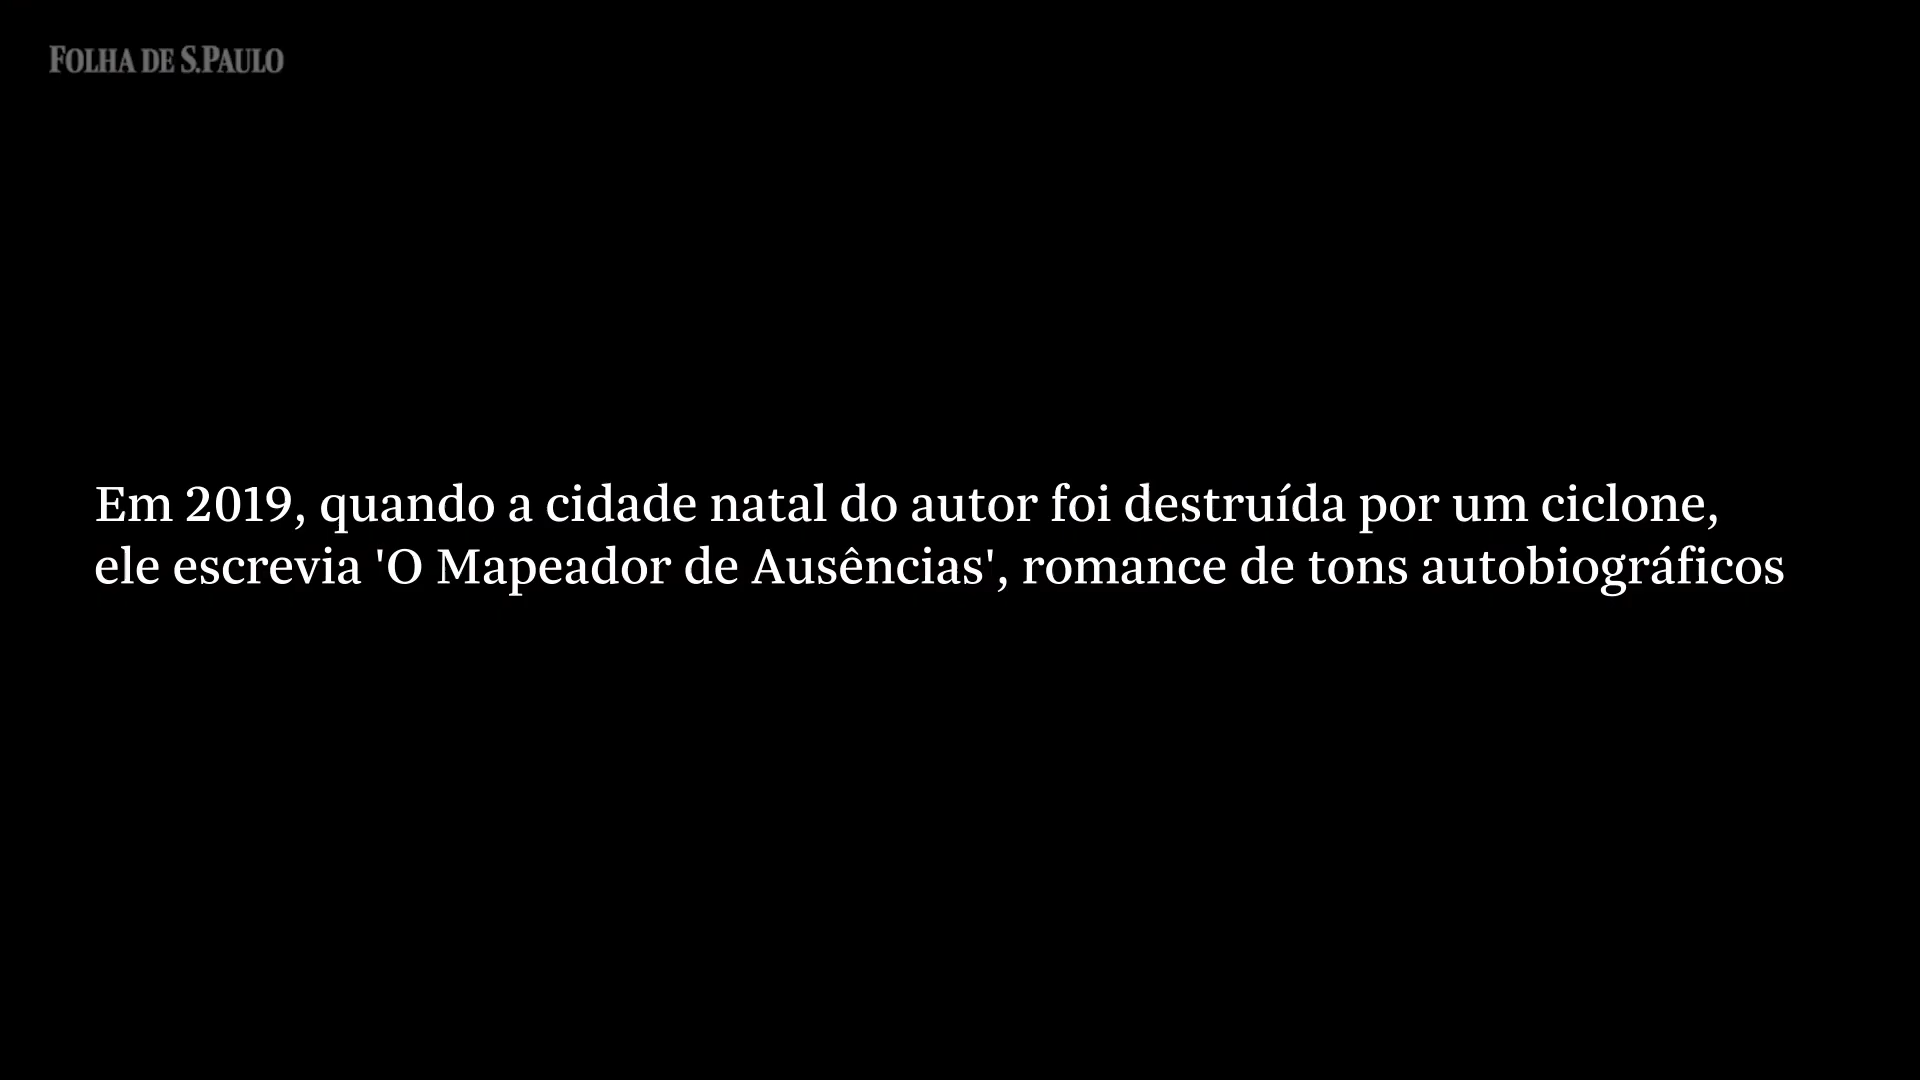 FOLHA DE S.PAULO
Em 2019, quando a cidade natal do autor foi destruída por um ciclone,
ele escrevia 'O Mapeador de Ausências', romance de tons autobiográficos